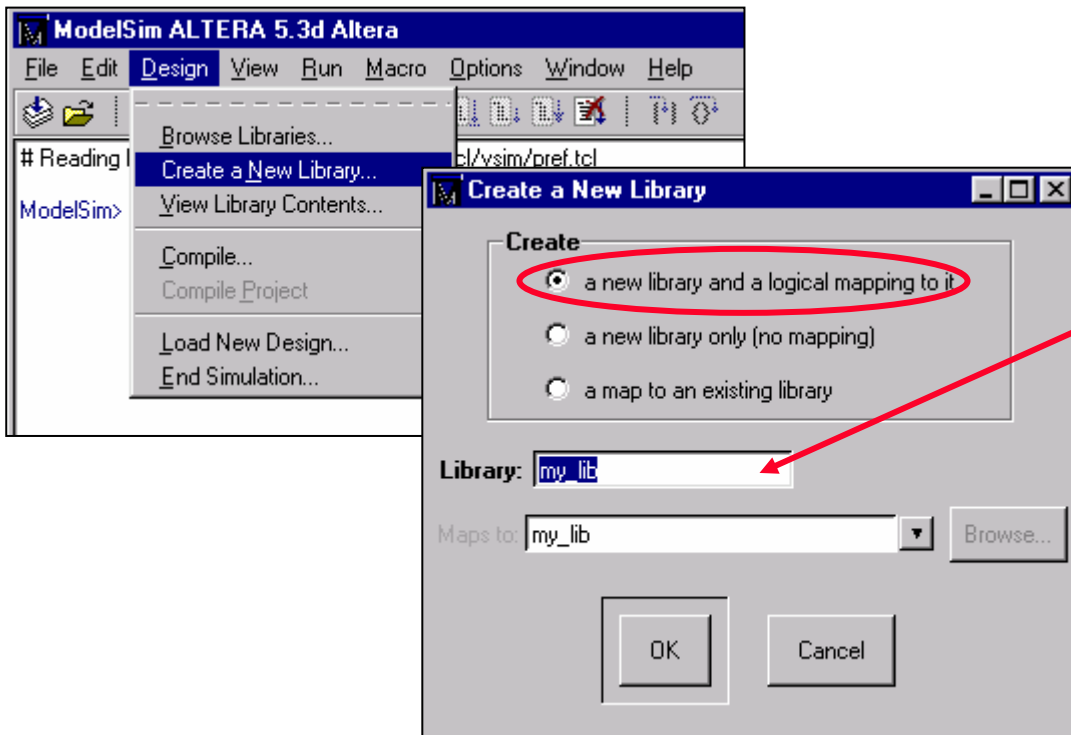 ModelSim ALTERA 5.3d Altera
File Edit Design View Run Macro Options Window Help
Browse Libraries...
Create a New Library...
View Library Contents...
Compile...
Compile Project
Load New Design...
End Simulation...
# Reading
cl/vsim/pref.tcl
ModelSim>
Create a New Library
Create
a new library and a logical mapping to it
a new library only (no mapping)
a map to an existing library
Library: my_lib
Maps to: my_lib Browse...
OK Cancel